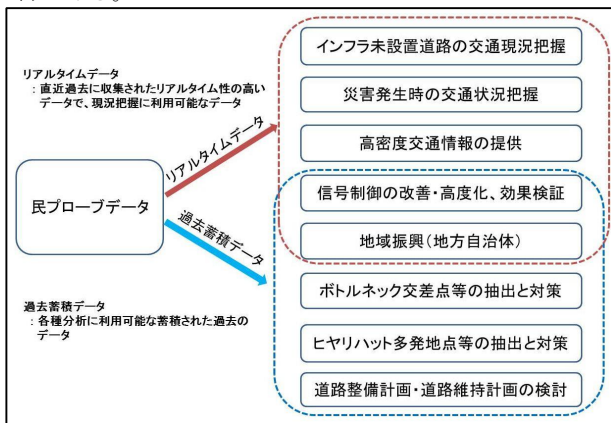 リアルタイムデータ
：直近過去に収集されたリアルタイム性の高い
データで、現況把握に利用可能なデータ
民プローブデータ
リアルタイムデータ
過去蓄積データ
過去蓄積データ
：各種分析に利用可能な蓄積された過去の
データ
インフラ未設置道路の交通現況把握
災害発生時の交通状況把握
高密度交通情報の提供
信号制御の改善・高度化、効果検証
地域振興（地方自治体）
ボトルネック交差点等の抽出と対策
ヒヤリハット多発地点等の抽出と対策
道路整備計画・道路維持計画の検討